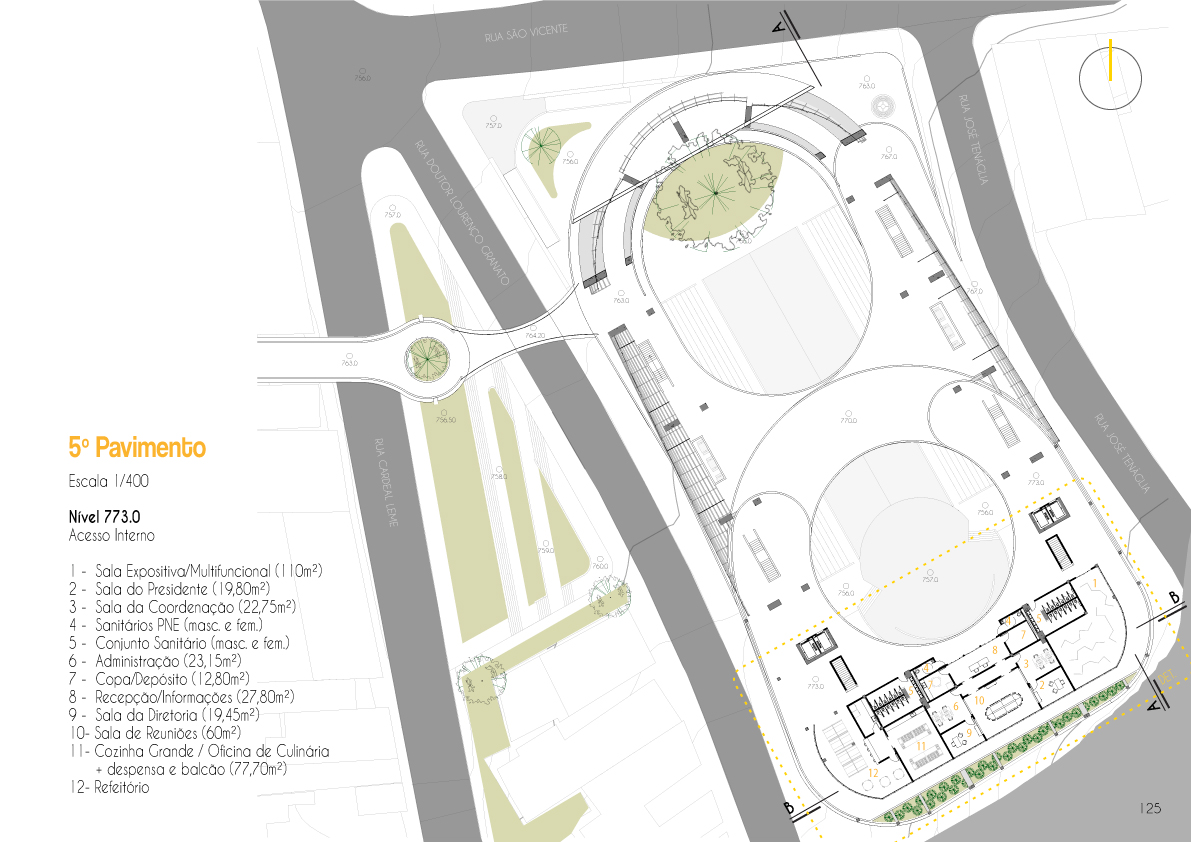 RUA SÃO VICENTE
A
756.0
763.0
757.0
RUA DOUTOR LOURENÇO GRANATO
756.0
767.0
RUA JOSÉ TENÁGLIA
757.0
763.0
767.0
764.20
763.0
756.50
770.0
5º Pavimento
Escala 1/400
RUA CARDEAL LEME
RUA JOSÉ TENÁGLIA
758.0
773.0
Nível 773.0
Acesso Interno
756.0
759.0
760.0
757.0
756.0
1 - Sala Expositiva/Multifuncional (110m²)
2 - Sala do Presidente (19,80m²)
3 - Sala da Coordenação (22,75m²)
4 - Sanitários PNE (masc. e fem.)
5 - Conjunto Sanitário (masc. e fem.)
6 - Administração (23,15m²)
7 - Copa/Depósito (12,80m²)
8 - Recepção/Informações (27,80m²)
9 - Sala da Diretoria (19,45m²)
10- Sala de Reuniões (60m²)
11- Cozinha Grande / Oficina de Culinária
+ despensa e balcão (77,70m²)
12- Refeitório
1
B
5
4
7
8
3
2
4
773.0
DET.
A
5
7
6
10
9
11
12
B
125